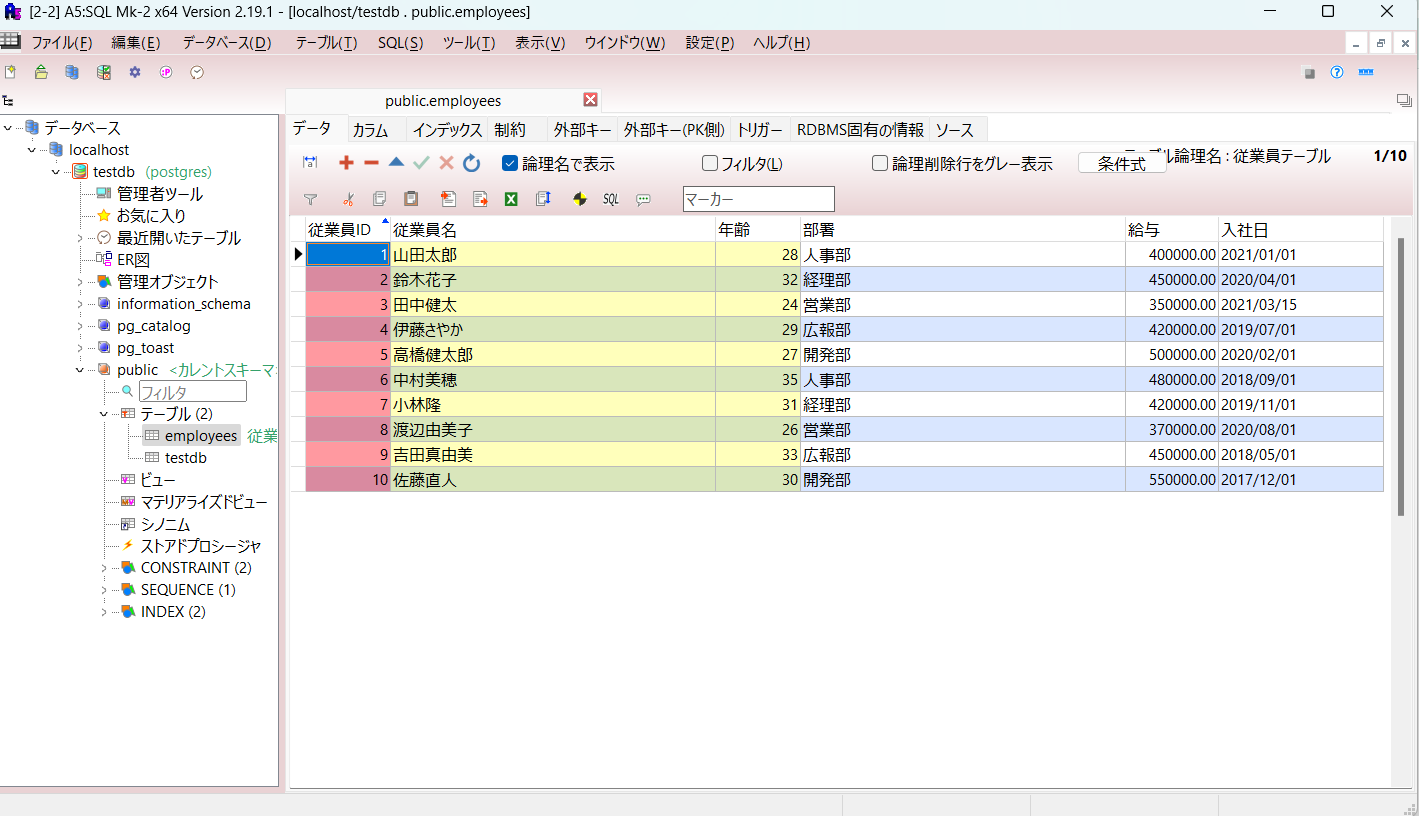 [2-2] A5:SQL Mk-2 x64 Version 2.19.1 - [localhost/testdb . public.employees]
ファイル(F) 編集(E) データベース(D) テーブル(T) SQL(S) ツール(T) 表示(V) ウインドウ(W) 設定(P) ヘルプ(H)
public.employees
データベース
localhost
testdb (postgres)
管理者ツール
お気に入り
最近開いたテーブル
ER図
管理オブジェクト
information_schema
pg_catalog
pg_toast
public <カレントスキーマ
フィルタ
テーブル (2)
employees 従業
testdb
ビュー
マテリアライズドビュー
シノニム
ストアドプロシージャ
CONSTRAINT (2)
SEQUENCE (1)
INDEX (2)
データ カラム インデックス 制約 外部キー 外部キー(PK側) トリガー RDBMS固有の情報 ソース
論理名で表示 フィルタ(L) 論理削除行をグレー表示 条件式 ル論理名 : 従業員テーブル 1/10
SQL マーカー
従業員ID 従業員名 年齢 部署 給与 入社日
1 山田太郎 28 人事部 400000.00 2021/01/01
2 鈴木花子 32 経理部 450000.00 2020/04/01
3 田中健太 24 営業部 350000.00 2021/03/15
4 伊藤さやか 29 広報部 420000.00 2019/07/01
5 高橋健太郎 27 開発部 500000.00 2020/02/01
6 中村美穂 35 人事部 480000.00 2018/09/01
7 小林隆 31 経理部 420000.00 2019/11/01
8 渡辺由美子 26 営業部 370000.00 2020/08/01
9 吉田真由美 33 広報部 450000.00 2018/05/01
10 佐藤直人 30 開発部 550000.00 2017/12/01